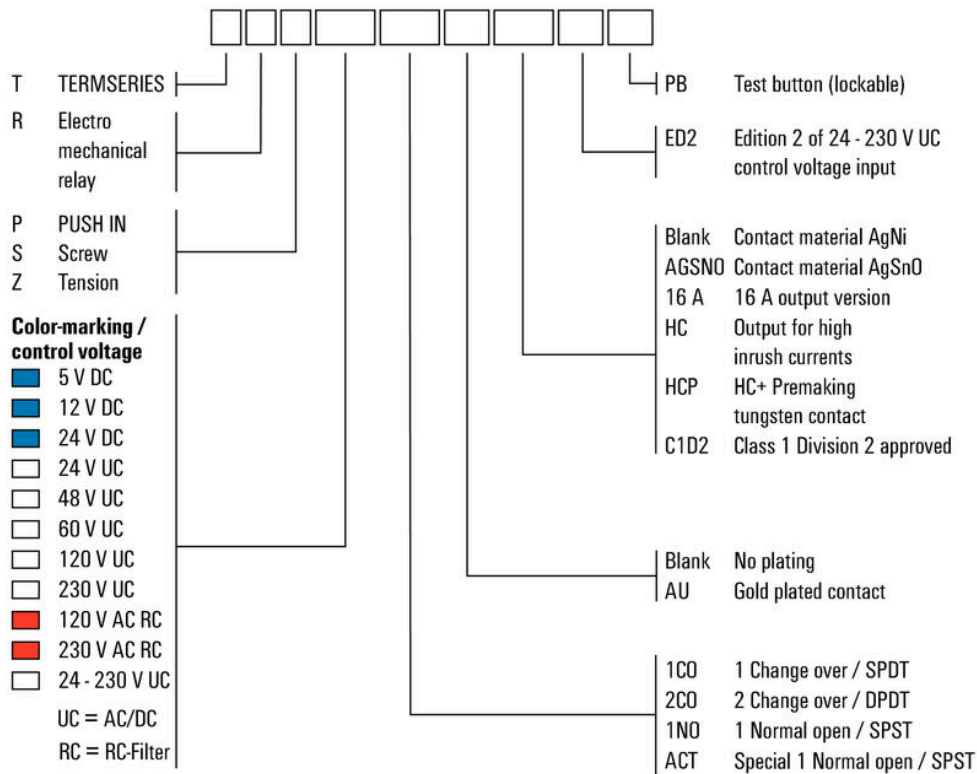 T TERMSERIES
R Electro
mechanical
relay
P PUSH IN
S Screw
Z Tension
Color-marking /
control voltage
5 V DC
12 V DC
24 V DC
24 V UC
48 V UC
60 V UC
120 V UC
230 V UC
120 V AC RC
230 V AC RC
24 - 230 V UC
UC = AC/DC
RC = RC-Filter
PB Test button (lockable)
ED2 Edition 2 of 24 - 230 V UC
control voltage input
Blank Contact material AgNi
AGSNO Contact material AgSnO
16 A 16 A output version
HC Output for high
inrush currents
HCP HC+ Premaking
tungsten contact
C1D2 Class 1 Division 2 approved
Blank No plating
AU Gold plated contact
1CO 1 Change over / SPDT
2CO 2 Change over / DPDT
1NO 1 Normal open / SPST
ACT Special 1 Normal open / SPST